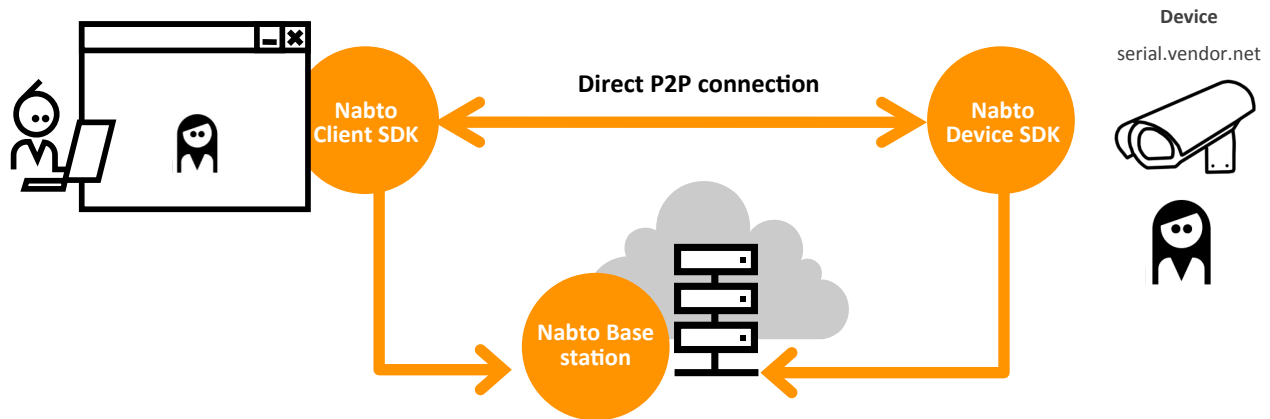 Device
serial.vendor.net
Direct P2P connection
Nabto
Client SDK
Nabto
Device SDK
Nabto Base
station